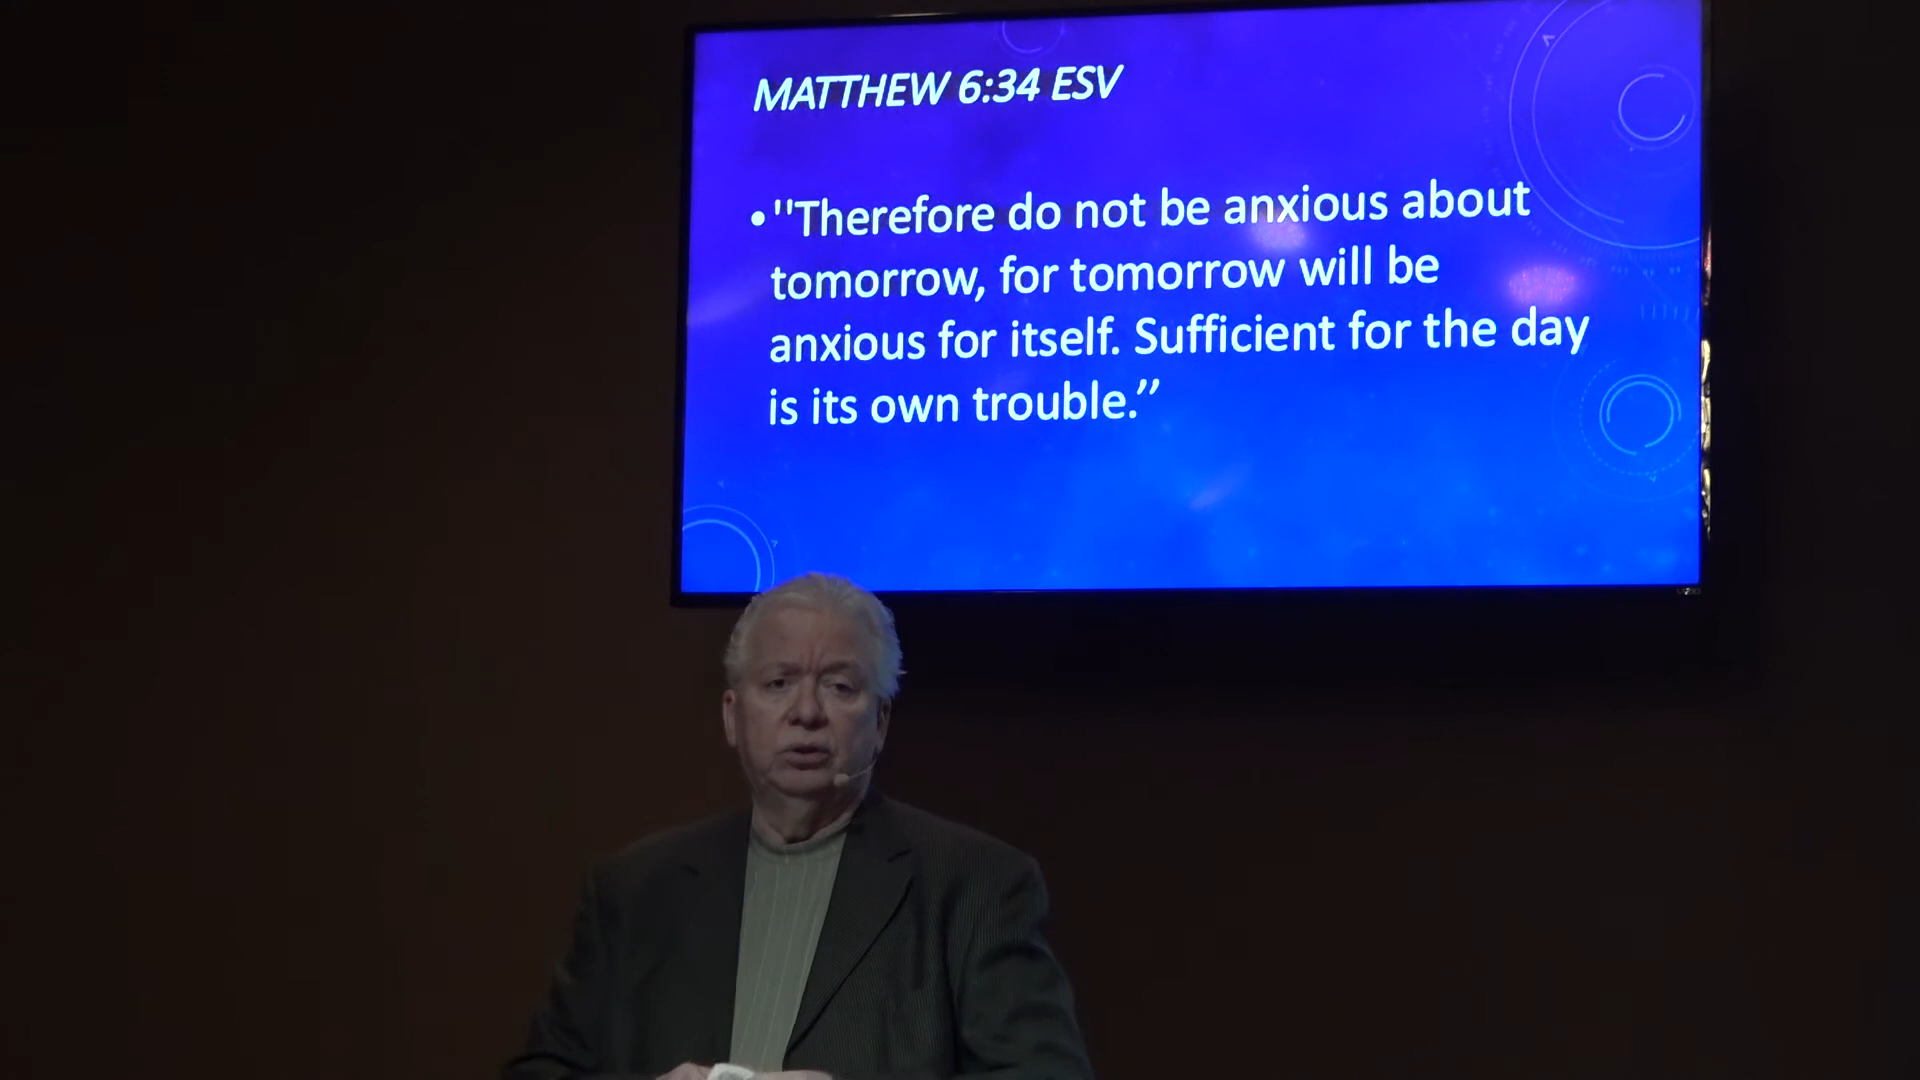 MATTHEW 6:34 ESV
• "Therefore do not be anxious about
tomorrow, for tomorrow will be
anxious for itself. Sufficient for the day
is its own trouble.”
VIZIO